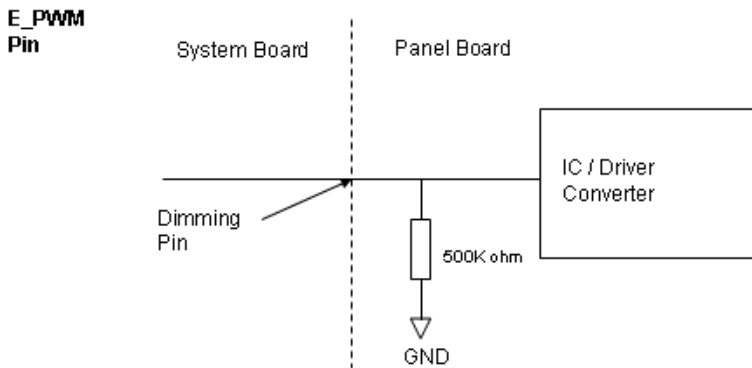 E_PWM
Pin
System Board
Panel Board
IC / Driver
Converter
Dimming
Pin
500K ohm
GND